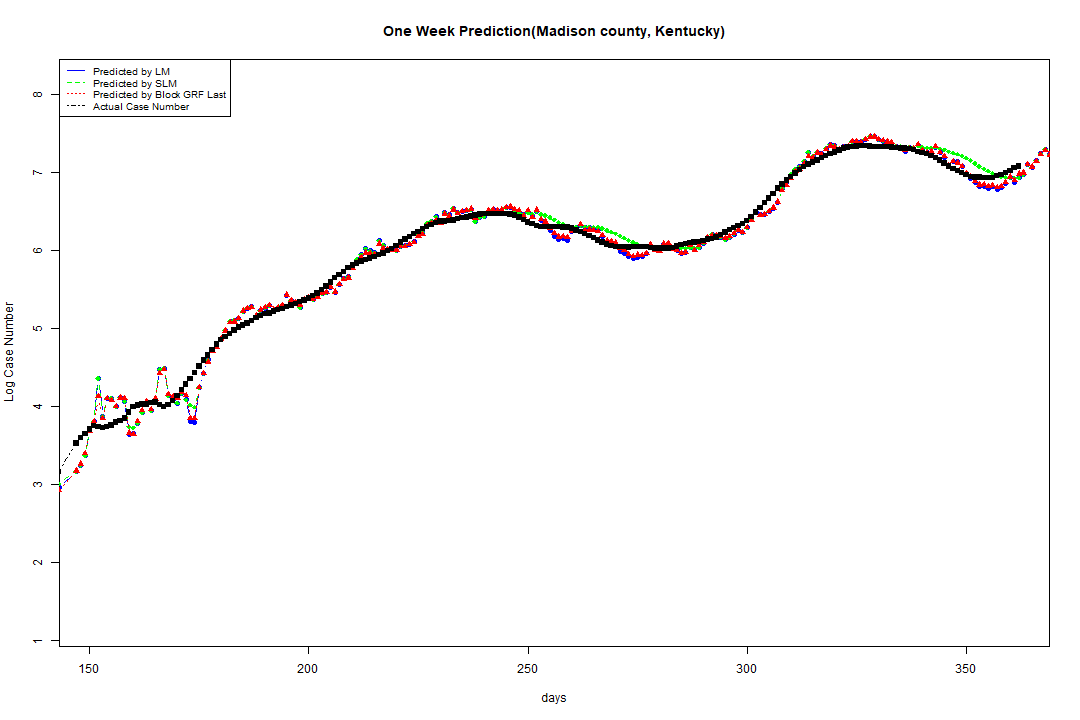 One Week Prediction(Madison county, Kentucky)
Predicted by LM
Predicted by SLM
Predicted by Block GRF Last
Actual Case Number
8
7
6
5
4
3
2
1
Log Case Number
150 200 250 300 350
days